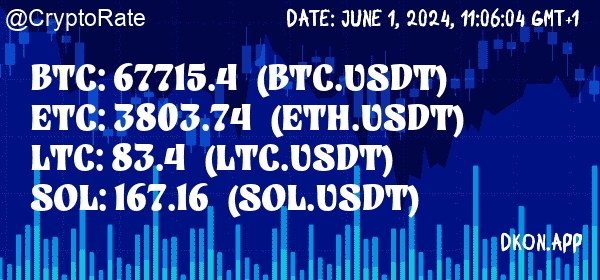 @CryptoRate
DATE: JUNE 1, 2024, 11:06:04 GMT+1
BTC: 67715.4 (BTC.USDT)
ETC: 3803.74 (ETH.USDT)
LTC: 83.4 (LTC.USDT)
SOL: 167.16 (SOL.USDT)
DKON.APP